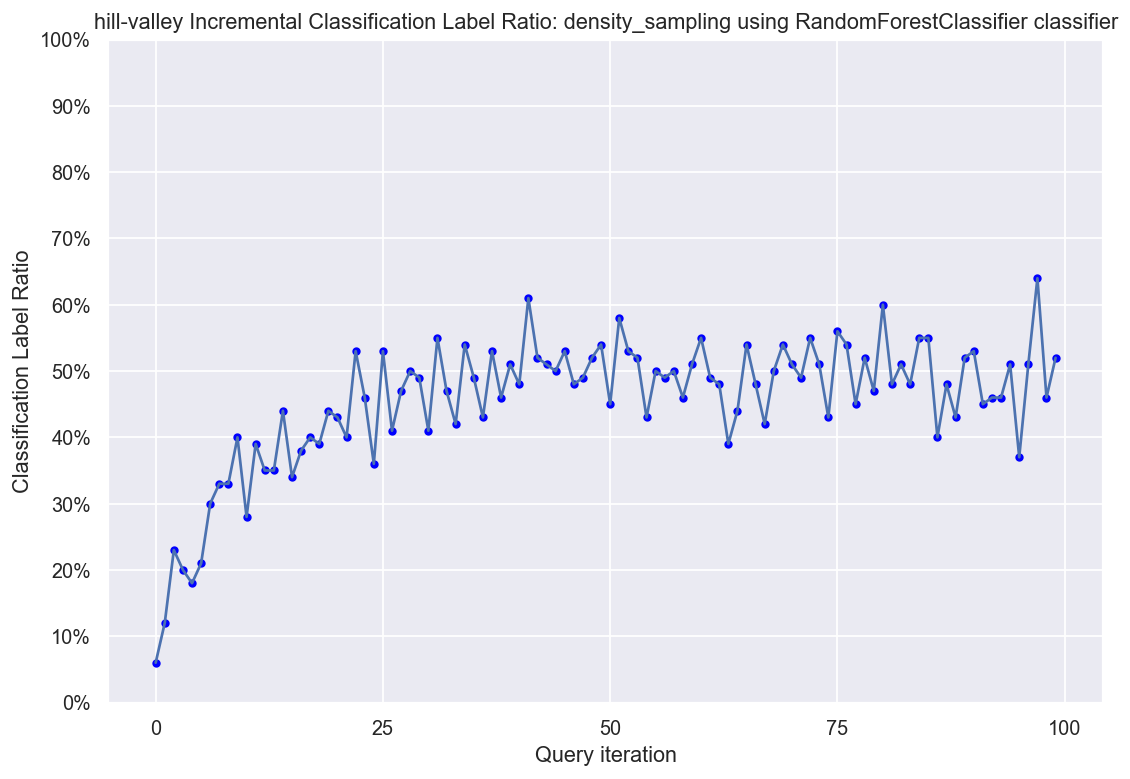 hill-valley Incremental Classification Label Ratio: density_sampling using RandomForestClassifier classifier
100%
90%
80%
70%
60%
50%
40%
30%
20%
10%
0%
Classification Label Ratio
0 25 50 75 100
Query iteration